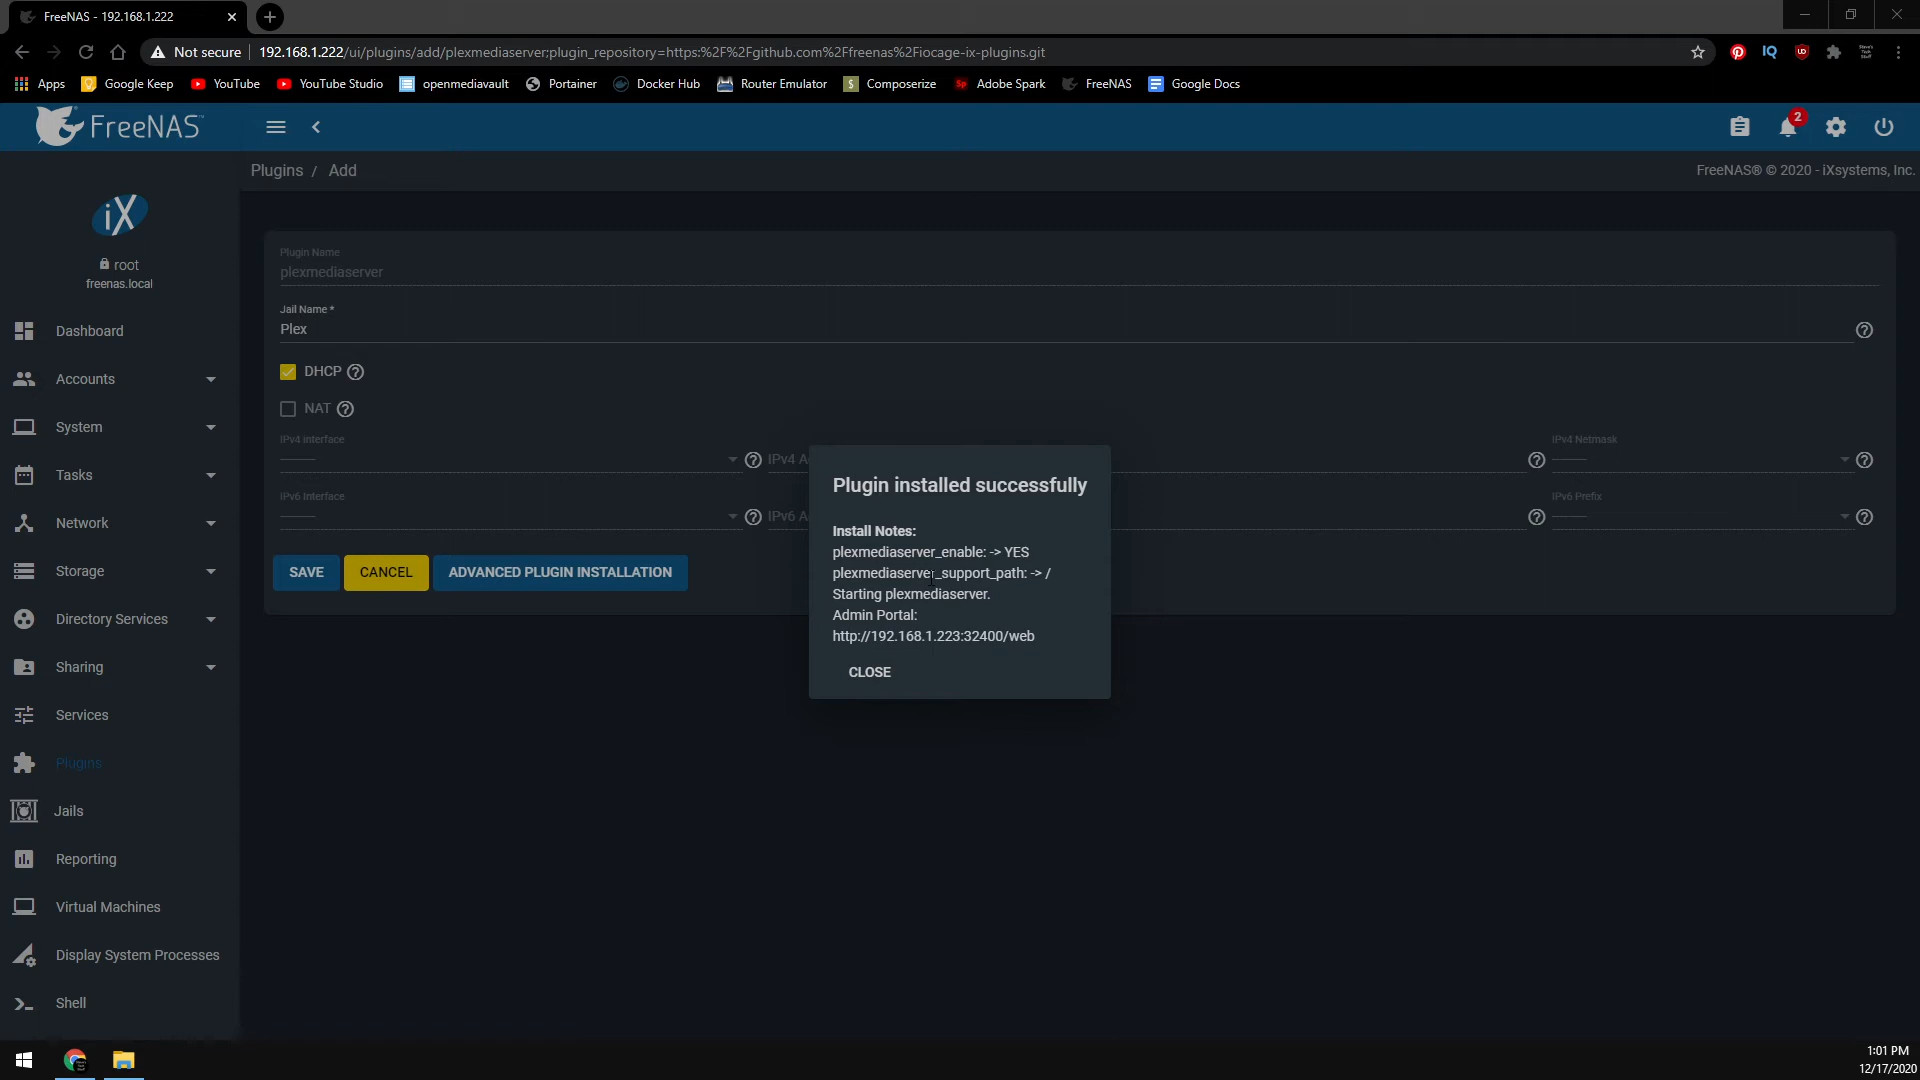 FreeNAS - 192.168.1.222
Not secure
192.168.1.222/ui/plugins/add/plexmediaserver;plugin_repository=https:%2F%2Fgithub.com%2Ffreenas%2Fiocage-ix-plugins.git
Apps
Google Keep
YouTube
YouTube Studio
openmediavault
Portainer
Docker Hub
Router Emulator
Composerize
Adobe Spark
FreeNAS
Google Docs
FreeNAS
2
Plugins / Add
FreeNAS® © 2020 - iXsystems, Inc.
iX
root
freenas.local
Dashboard
Accounts
System
Tasks
Network
Storage
Directory Services
Sharing
Services
Plugins
Jails
Reporting
Virtual Machines
Display System Processes
Shell
Plugin Name
plexmediaserver
Jail Name *
Plex
DHCP
NAT
IPv4 interface
IPv4 A
IPv4 Netmask
IPv6 Interface
IPv6 A
IPv6 Prefix
SAVE
CANCEL
ADVANCED PLUGIN INSTALLATION
Plugin installed successfully
Install Notes:
plexmediaserver_enable: -> YES
plexmediaserver_support_path: -> /
Starting plexmediaserver.
Admin Portal:
http://192.168.1.223:32400/web
CLOSE
1:01 PM
12/17/2020